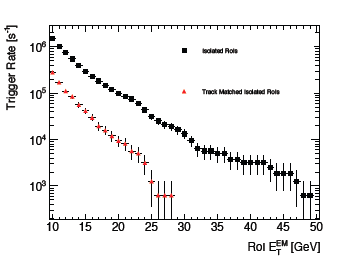 Trigger Rate [s⁻¹]
10⁶
10⁵
10⁴
10³
Isolated RoIs
Track Matched Isolated RoIs
10 15 20 25 30 35 40 45 50
RoI E_T^EM [GeV]